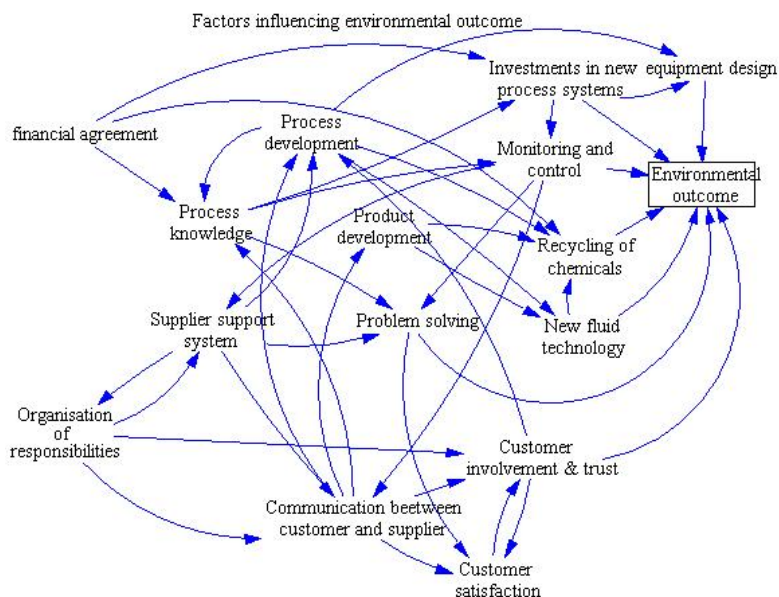 Factors influencing environmental outcome
Investments in new
process systems
equipment design
financial agreement
Process
development
Monitoring and
control
Environmental
outcome
Process
knowledge
Product
development
Recycling of
chemicals
Supplier support
system
Problem solving
New fluid
technology
Organisation
of
responsibilities
Customer
involvement & trust
Communication beetween
customer and supplier
Customer
satisfaction